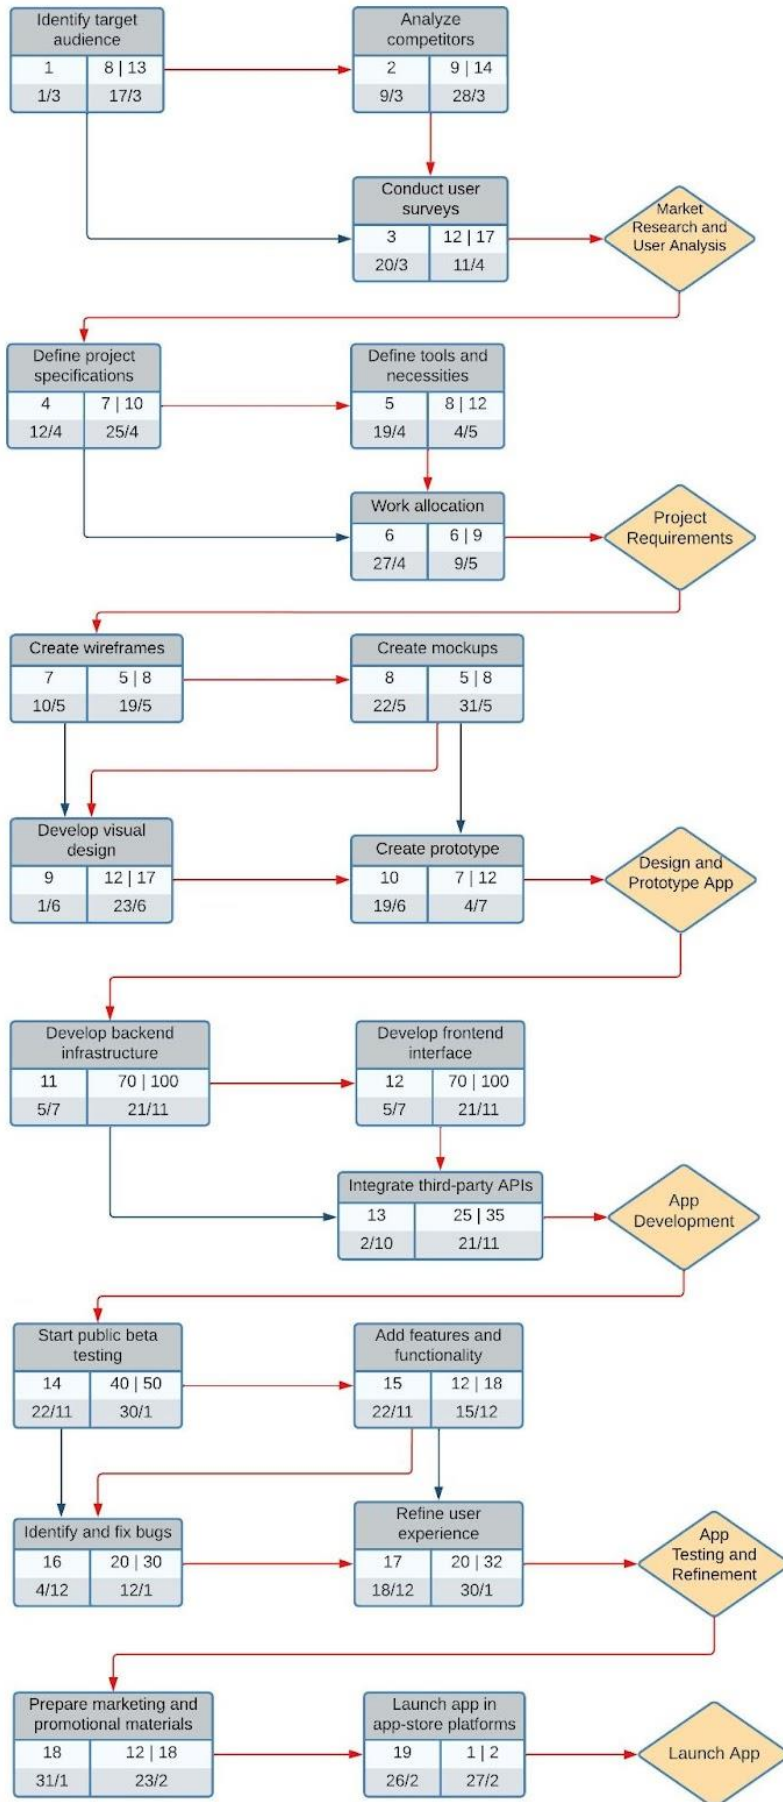 Identify target
audience
1 8 | 13
1/3 17/3
Analyze
competitors
2 9 | 14
9/3 28/3
Conduct user
surveys
3 12 | 17
20/3 11/4
Market
Research and
User Analysis
Define project
specifications
4 7 | 10
12/4 25/4
Define tools and
necessities
5 8 | 12
19/4 4/5
Work allocation
6 6 | 9
27/4 9/5
Project
Requirements
Create wireframes
7 5 | 8
10/5 19/5
Create mockups
8 5 | 8
22/5 31/5
Develop visual
design
9 12 | 17
1/6 23/6
Create prototype
10 7 | 12
19/6 4/7
Design and
Prototype App
Develop backend
infrastructure
11 70 | 100
5/7 21/11
Develop frontend
interface
12 70 | 100
5/7 21/11
Integrate third-party APIs
13 25 | 35
2/10 21/11
App
Development
Start public beta
testing
14 40 | 50
22/11 30/1
Add features and
functionality
15 12 | 18
22/11 15/12
Identify and fix bugs
16 20 | 30
4/12 12/1
Refine user
experience
17 20 | 32
18/12 30/1
App
Testing and
Refinement
Prepare marketing and
promotional materials
18 12 | 18
31/1 23/2
Launch app in
app-store platforms
19 1 | 2
26/2 27/2
Launch App